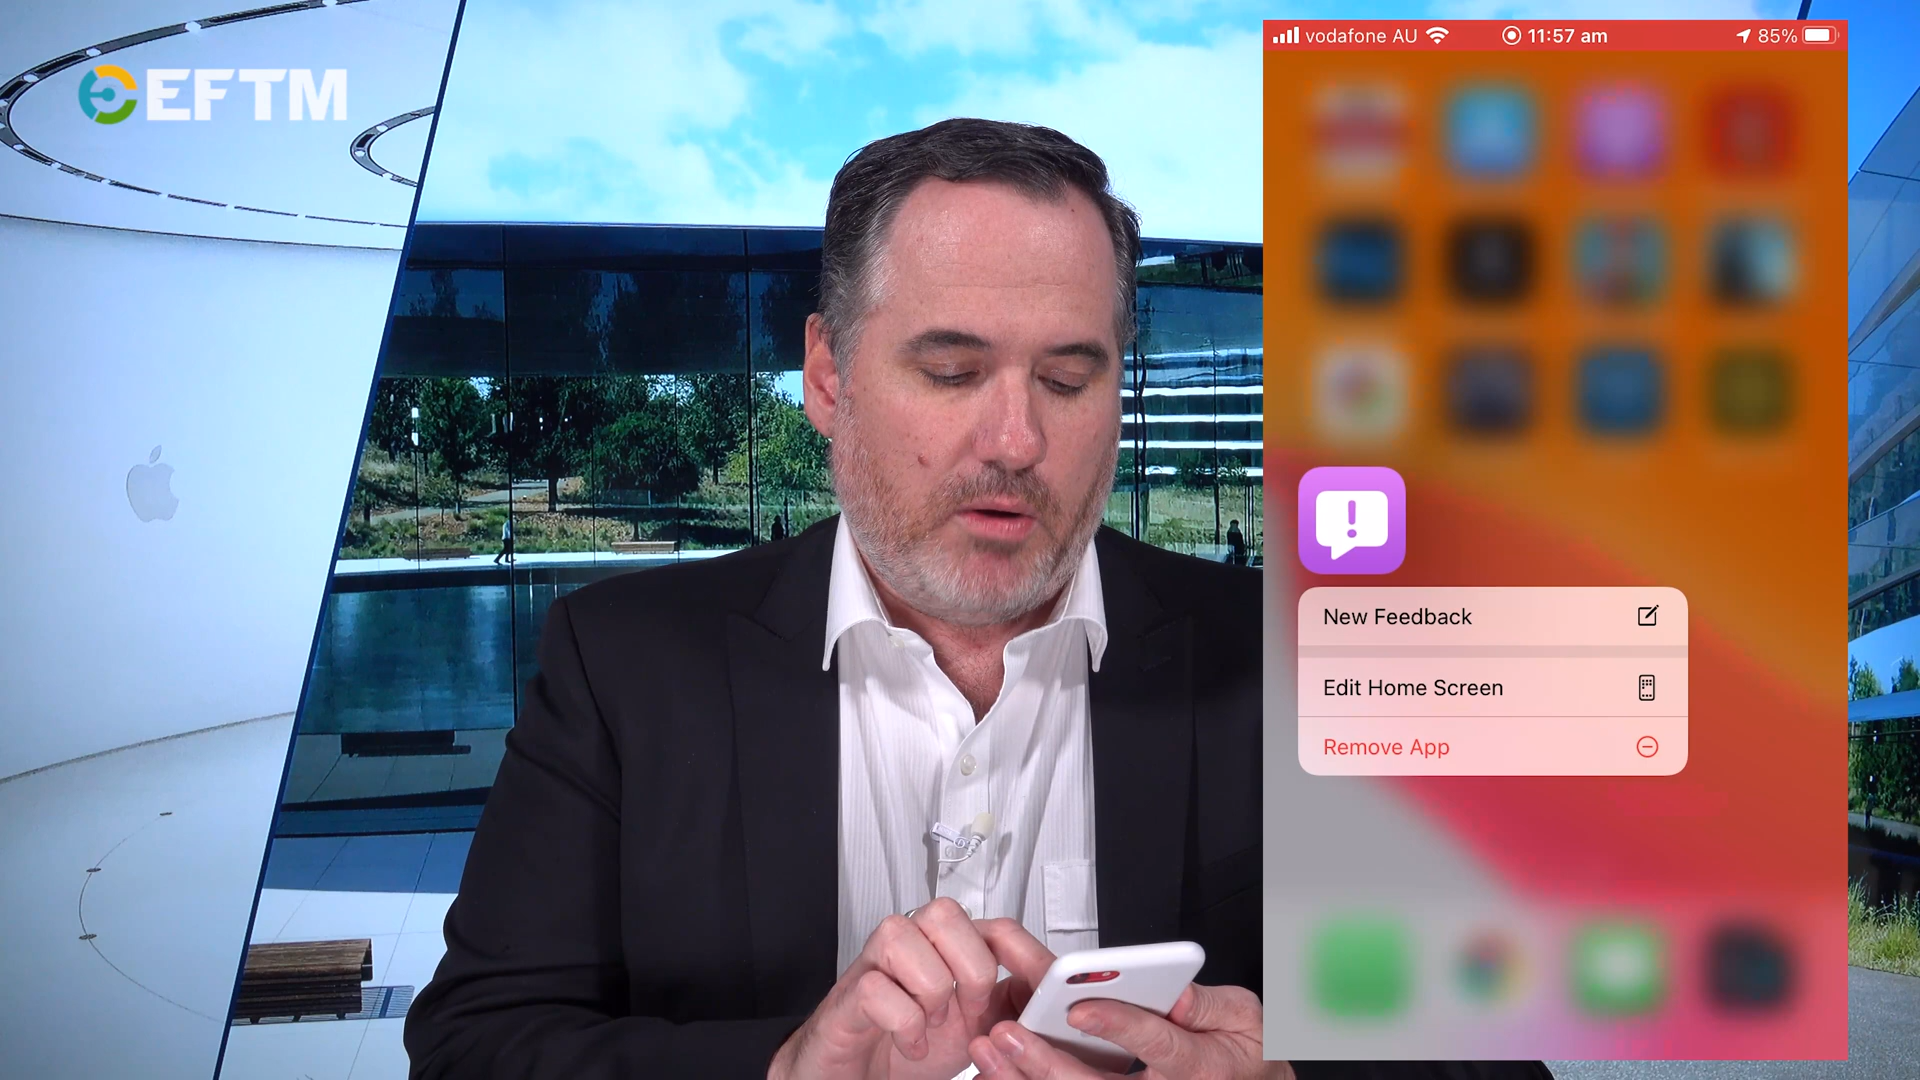 EFTM
vodafone AU
11:57 am
85%
New Feedback
Edit Home Screen
Remove App